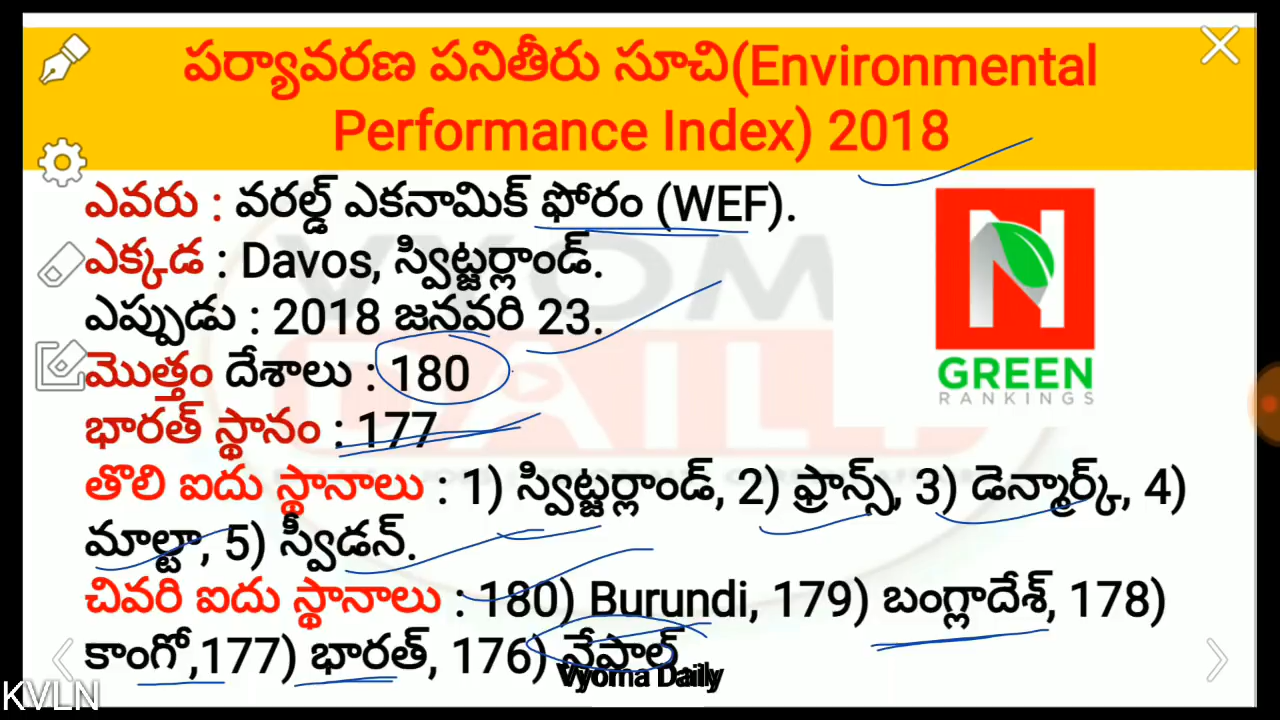 పర్యావరణ పనితీరు సూచి(Environmental
Performance Index) 2018
ఎవరు : వరల్డ్ ఎకనామిక్ ఫోరం (WEF).
ఎక్కడ : Davos, స్విట్జర్లాండ్.
ఎప్పుడు : 2018 జనవరి 23.
మొత్తం దేశాలు : 180
భారత్ స్థానం : 177
తొలి ఐదు స్థానాలు : 1) స్విట్జర్లాండ్, 2) ఫ్రాన్స్, 3) డెన్మార్క్, 4)
మాల్టా, 5) స్వీడన్.
చివరి ఐదు స్థానాలు : 180) Burundi, 179) బంగ్లాదేశ్, 178)
కాంగో,177) భారత్, 176) నేపాల్
N
GREEN
RANKINGS
Vyoma Daily
KVLN